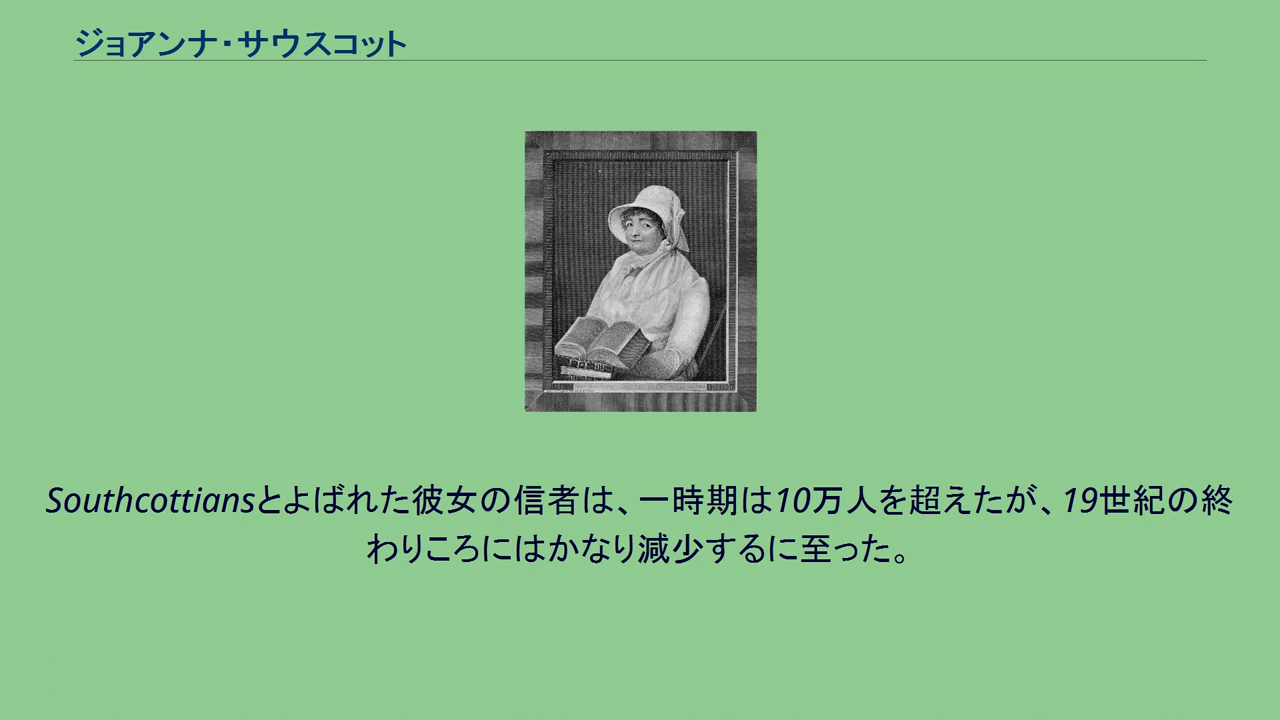 ジョアンナ・サウスコット
Southcottiansとよばれた彼女の信者は、一時期は10万人を超えたが、19世紀の終
わりころにはかなり減少するに至った。